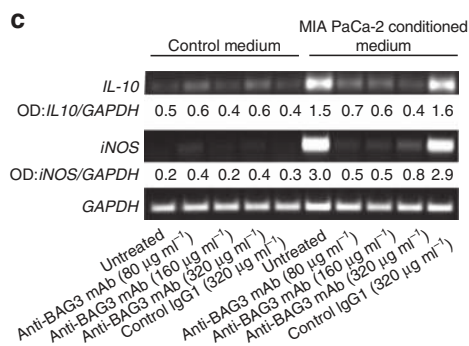 c
Control medium
MIA PaCa-2 conditioned
medium
IL-10
OD:IL10/GAPDH 0.5 0.6 0.4 0.6 0.4 1.5 0.7 0.6 0.4 1.6
iNOS
OD:iNOS/GAPDH 0.2 0.4 0.2 0.4 0.3 3.0 0.5 0.5 0.8 2.9
GAPDH
Untreated
Anti-BAG3 mAb (80 μg ml⁻¹)
Anti-BAG3 mAb (160 μg ml⁻¹)
Anti-BAG3 mAb (320 μg ml⁻¹)
Control IgG1 (320 μg ml⁻¹)
Untreated
Anti-BAG3 mAb (80 μg ml⁻¹)
Anti-BAG3 mAb (160 μg ml⁻¹)
Anti-BAG3 mAb (320 μg ml⁻¹)
Control IgG1 (320 μg ml⁻¹)